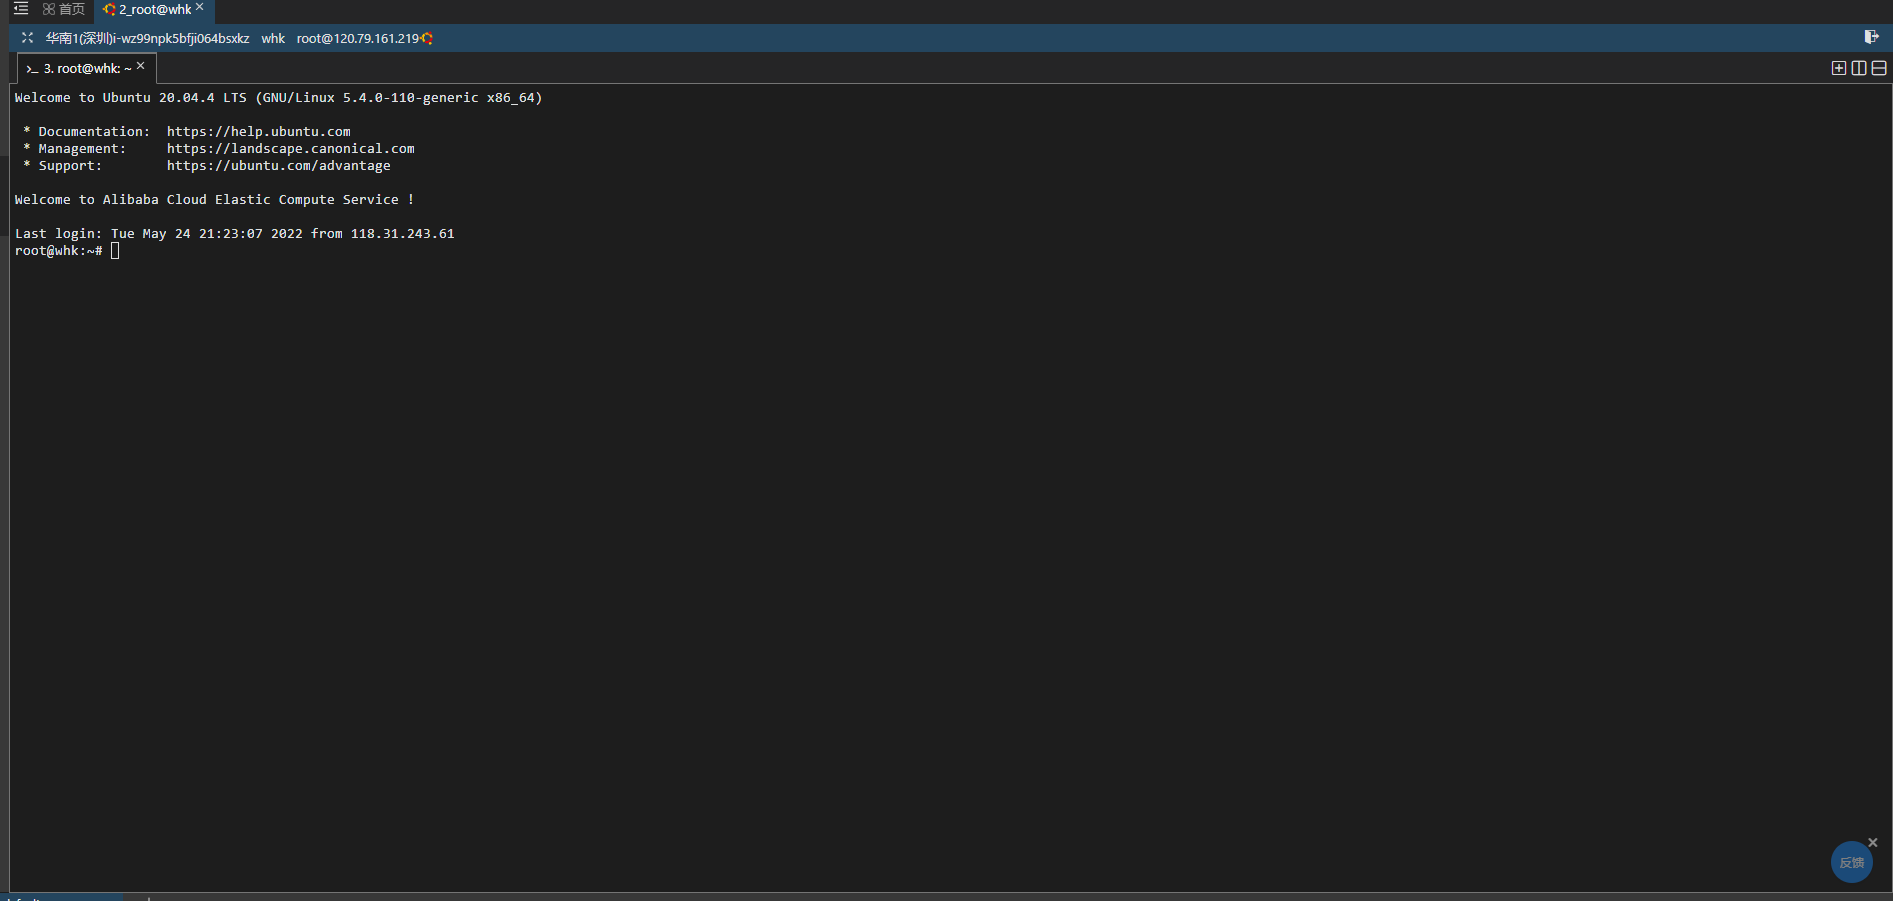 首页 2_root@whk
华南1(深圳)i-wz99npk5bfji064bsxkz whk root@120.79.161.219
>_ 3. root@whk: ~
Welcome to Ubuntu 20.04.4 LTS (GNU/Linux 5.4.0-110-generic x86_64)
* Documentation: https://help.ubuntu.com
* Management: https://landscape.canonical.com
* Support: https://ubuntu.com/advantage
Welcome to Alibaba Cloud Elastic Compute Service !
Last login: Tue May 24 21:23:07 2022 from 118.31.243.61
root@whk:~#
反馈